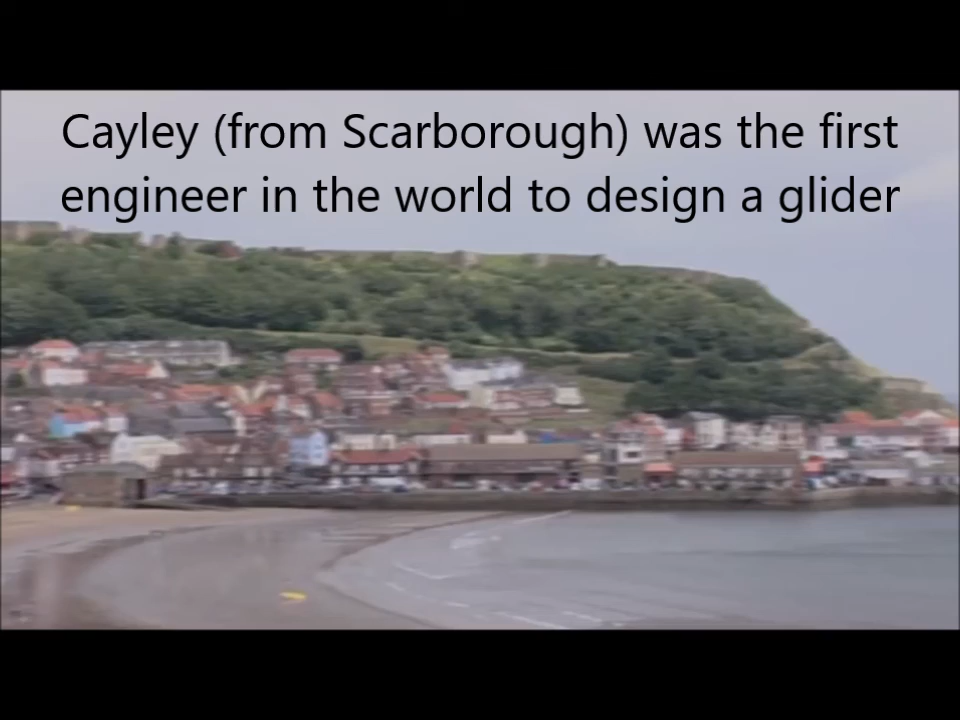 Cayley (from Scarborough) was the first
engineer in the world to design a glider